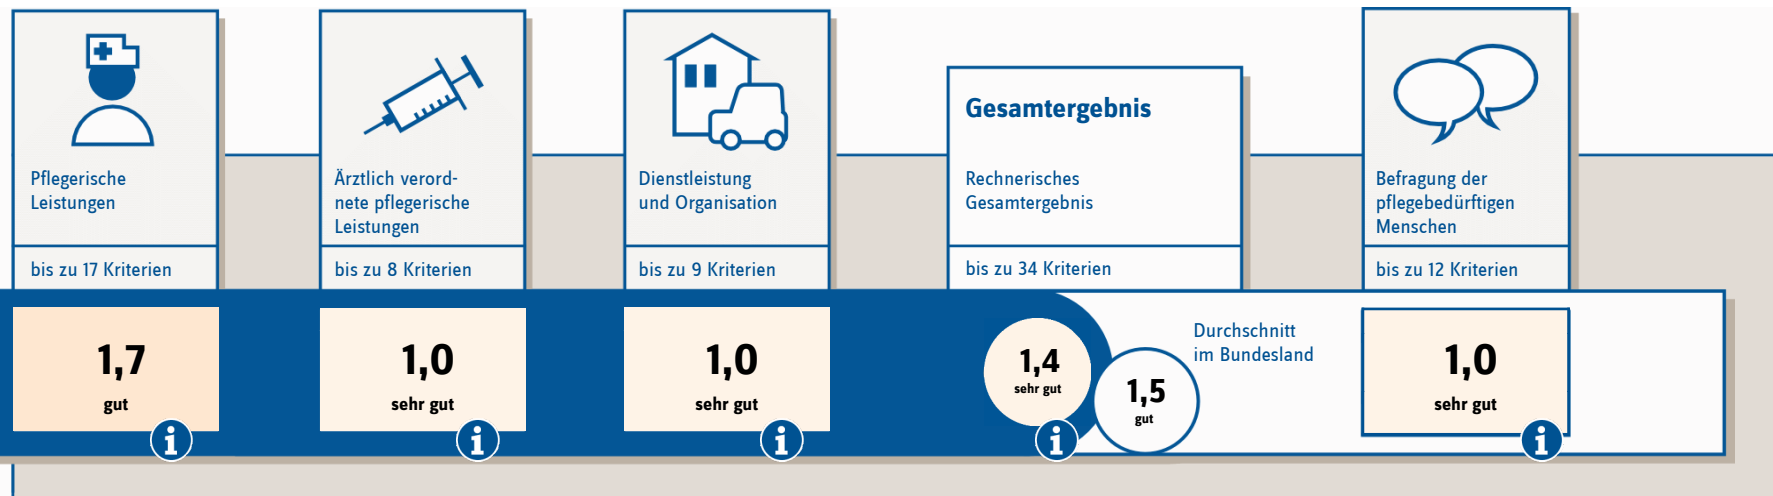 Pflegerische
Leistungen
bis zu 17 Kriterien
1,7
gut
i
Ärztlich verord-
nete pflegerische
Leistungen
bis zu 8 Kriterien
1,0
sehr gut
i
Dienstleistung
und Organisation
bis zu 9 Kriterien
1,0
sehr gut
i
Gesamtergebnis
Rechnerisches
Gesamtergebnis
bis zu 34 Kriterien
1,4
sehr gut
i
1,5
gut
Durchschnitt
im Bundesland
Befragung der
pflegebedürftigen
Menschen
bis zu 12 Kriterien
1,0
sehr gut
i